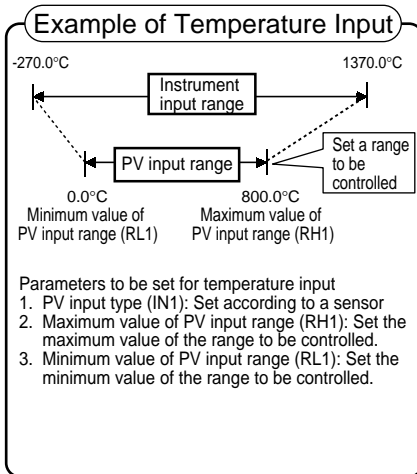 Example of Temperature Input
-270.0°C 1370.0°C
Instrument
input range
PV input range
Set a range
to be
controlled
0.0°C 800.0°C
Minimum value of Maximum value of
PV input range (RL1) PV input range (RH1)
Parameters to be set for temperature input
1. PV input type (IN1): Set according to a sensor
2. Maximum value of PV input range (RH1): Set the
maximum value of the range to be controlled.
3. Minimum value of PV input range (RL1): Set the
minimum value of the range to be controlled.